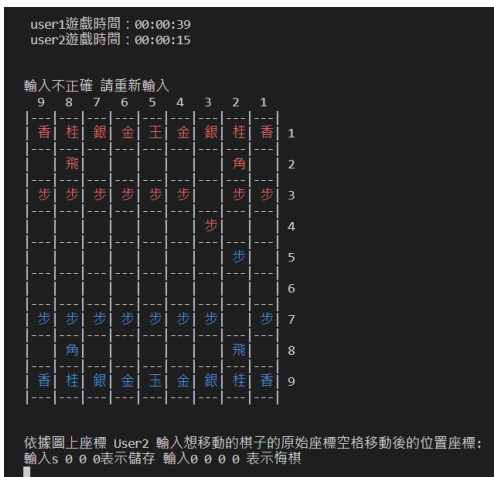 user1遊戲時間：00:00:39
user2遊戲時間：00:00:15
輸入不正確 請重新輸入
9 8 7 6 5 4 3 2 1
|---|---|---|---|---|---|---|---|---|
| 香| 桂| 銀| 金| 王| 金| 銀| 桂| 香| 1
|---|---|---|---|---|---|---|---|---|
| | 飛| | | | | | 角| | 2
|---|---|---|---|---|---|---|---|---|
| 步| 步| 步| 步| 步| 步| | 步| 步| 3
|---|---|---|---|---|---|---|---|---|
| | | | | | | 步| | | 4
|---|---|---|---|---|---|---|---|---|
| | | | | | | | 步| | 5
|---|---|---|---|---|---|---|---|---|
| | | | | | | | | | 6
|---|---|---|---|---|---|---|---|---|
| 步| 步| 步| 步| 步| 步| 步| | 步| 7
|---|---|---|---|---|---|---|---|---|
| | 角| | | | | | 飛| | 8
|---|---|---|---|---|---|---|---|---|
| 香| 桂| 銀| 金| 玉| 金| 銀| 桂| 香| 9
|---|---|---|---|---|---|---|---|---|
依據圖上座標 User2 輸入想移動的棋子的原始座標空格移動後的位置座標:
輸入s 0 0 0表示儲存 輸入0 0 0 0 表示悔棋